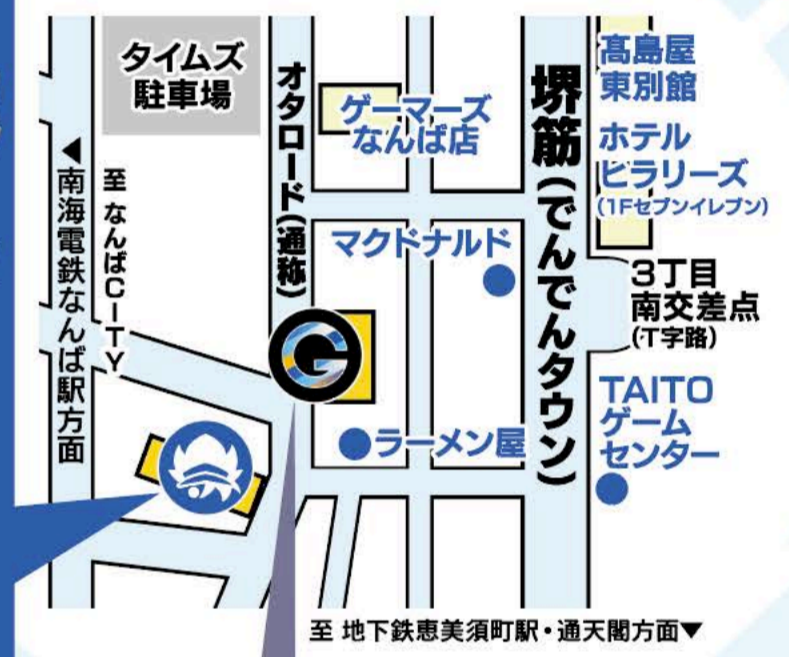 タイムズ
駐車場
オタロード(通称)
ゲーマーズ
なんば店
堺筋(でんでんタウン)
髙島屋
東別館
ホテル
ヒラリーズ
(1Fセブンイレブン)
◀南海電鉄なんば駅方面
至 なんばCITY
マクドナルド
3丁目
南交差点
(T字路)
G
ラーメン屋
TAITO
ゲーム
センター
至 地下鉄恵美須町駅・通天閣方面▼